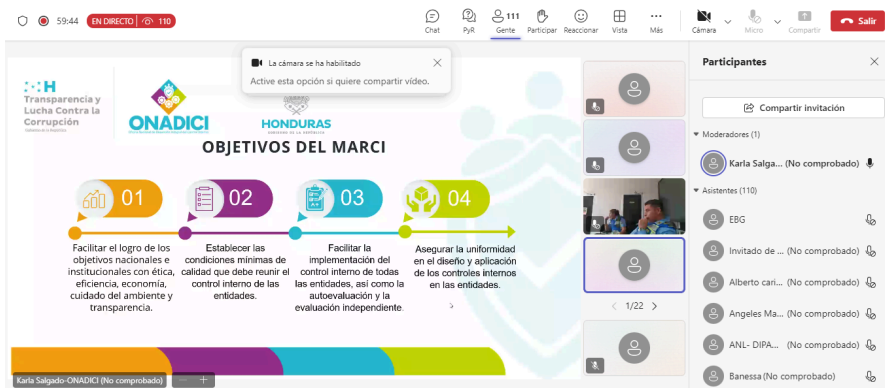 59:44
EN DIRECTO
110
Chat
PyR
111
Gente
Participar
Reaccionar
Vista
Más
Cámara
Micro
Compartir
Salir
La cámara se ha habilitado
Active esta opción si quiere compartir vídeo.
Transparencia y
Lucha Contra la
Corrupción
ONADICI
HONDURAS
GOBIERNO DE LA REPÚBLICA
OBJETIVOS DEL MARCI
01
Facilitar el logro de los
objetivos nacionales e
institucionales con ética,
eficiencia, economía,
cuidado del ambiente y
transparencia.
02
Establecer las
condiciones mínimas de
calidad que debe reunir el
control interno de las
entidades.
03
Facilitar la
implementación del
control interno de todas
las entidades, así como la
autoevaluación y la
evaluación independiente.
04
Asegurar la uniformidad
en el diseño y aplicación
de los controles internos
en las entidades.
Karla Salgado-ONADICI (No comprobado)
1/22
Participantes
Compartir invitación
Moderadores (1)
Karla Salga... (No comprobado)
Asistentes (110)
EBG
Invitado de ... (No comprobado)
Alberto cari... (No comprobado)
Angeles Ma... (No comprobado)
ANL- DIPA... (No comprobado)
Banessa (No comprobado)